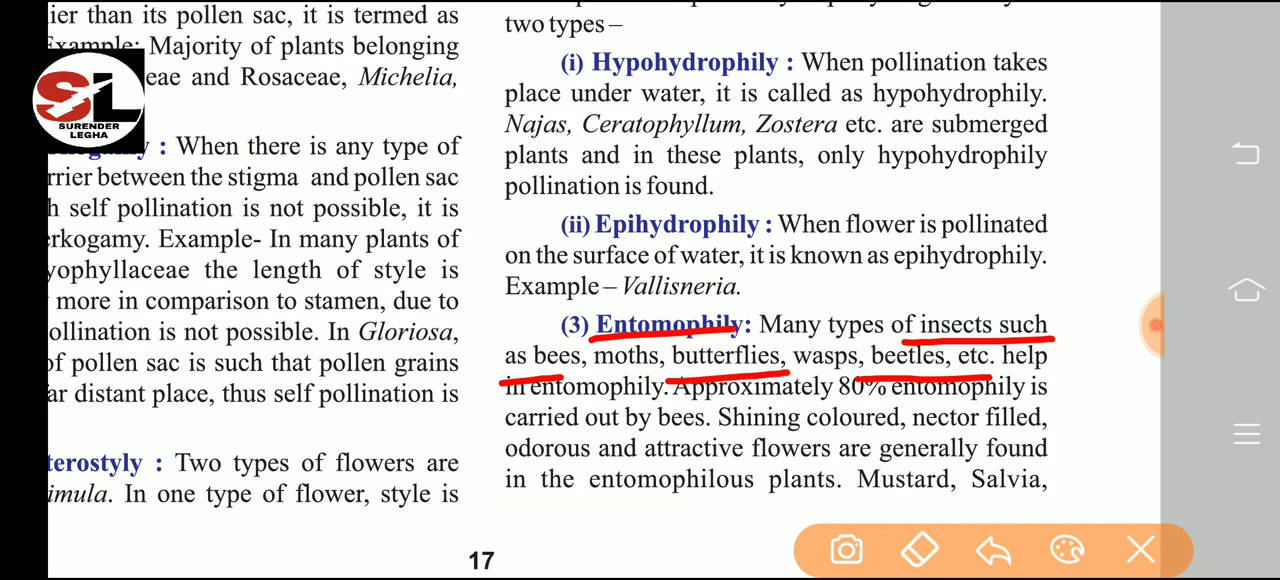 ier than its pollen sac, it is termed as
Example: Majority of plants belonging
eae and Rosaceae, Michelia,
SL
SURENDER
LEGHA
: When there is any type of
rrier between the stigma and pollen sac
h self pollination is not possible, it is
erkogamy. Example- In many plants of
yophyllaceae the length of style is
more in comparison to stamen, due to
ollination is not possible. In Gloriosa,
of pollen sac is such that pollen grains
ar distant place, thus self pollination is
terostyly : Two types of flowers are
imula. In one type of flower, style is
two types –
(i) Hypohydrophily : When pollination takes
place under water, it is called as hypohydrophily.
Najas, Ceratophyllum, Zostera etc. are submerged
plants and in these plants, only hypohydrophily
pollination is found.
(ii) Epihydrophily : When flower is pollinated
on the surface of water, it is known as epihydrophily.
Example – Vallisneria.
(3) Entomophily: Many types of insects such
as bees, moths, butterflies, wasps, beetles, etc. help
in entomophily. Approximately 80% entomophily is
carried out by bees. Shining coloured, nector filled,
odorous and attractive flowers are generally found
in the entomophilous plants. Mustard, Salvia,
17